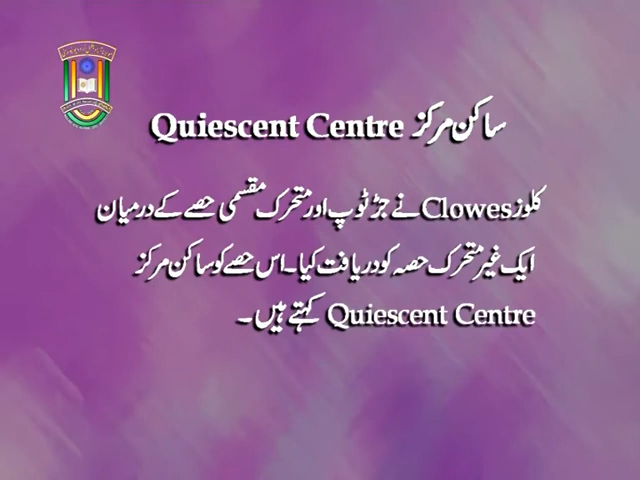 ساکن مرکز Quiescent Centre
کلوز Clowes نے جڑ ٹوپ اور متحرک مقسمی حصے کے درمیان
ایک غیر متحرک حصہ کو دریافت کیا۔ اس حصے کو ساکن مرکز
Quiescent Centre کہتے ہیں۔